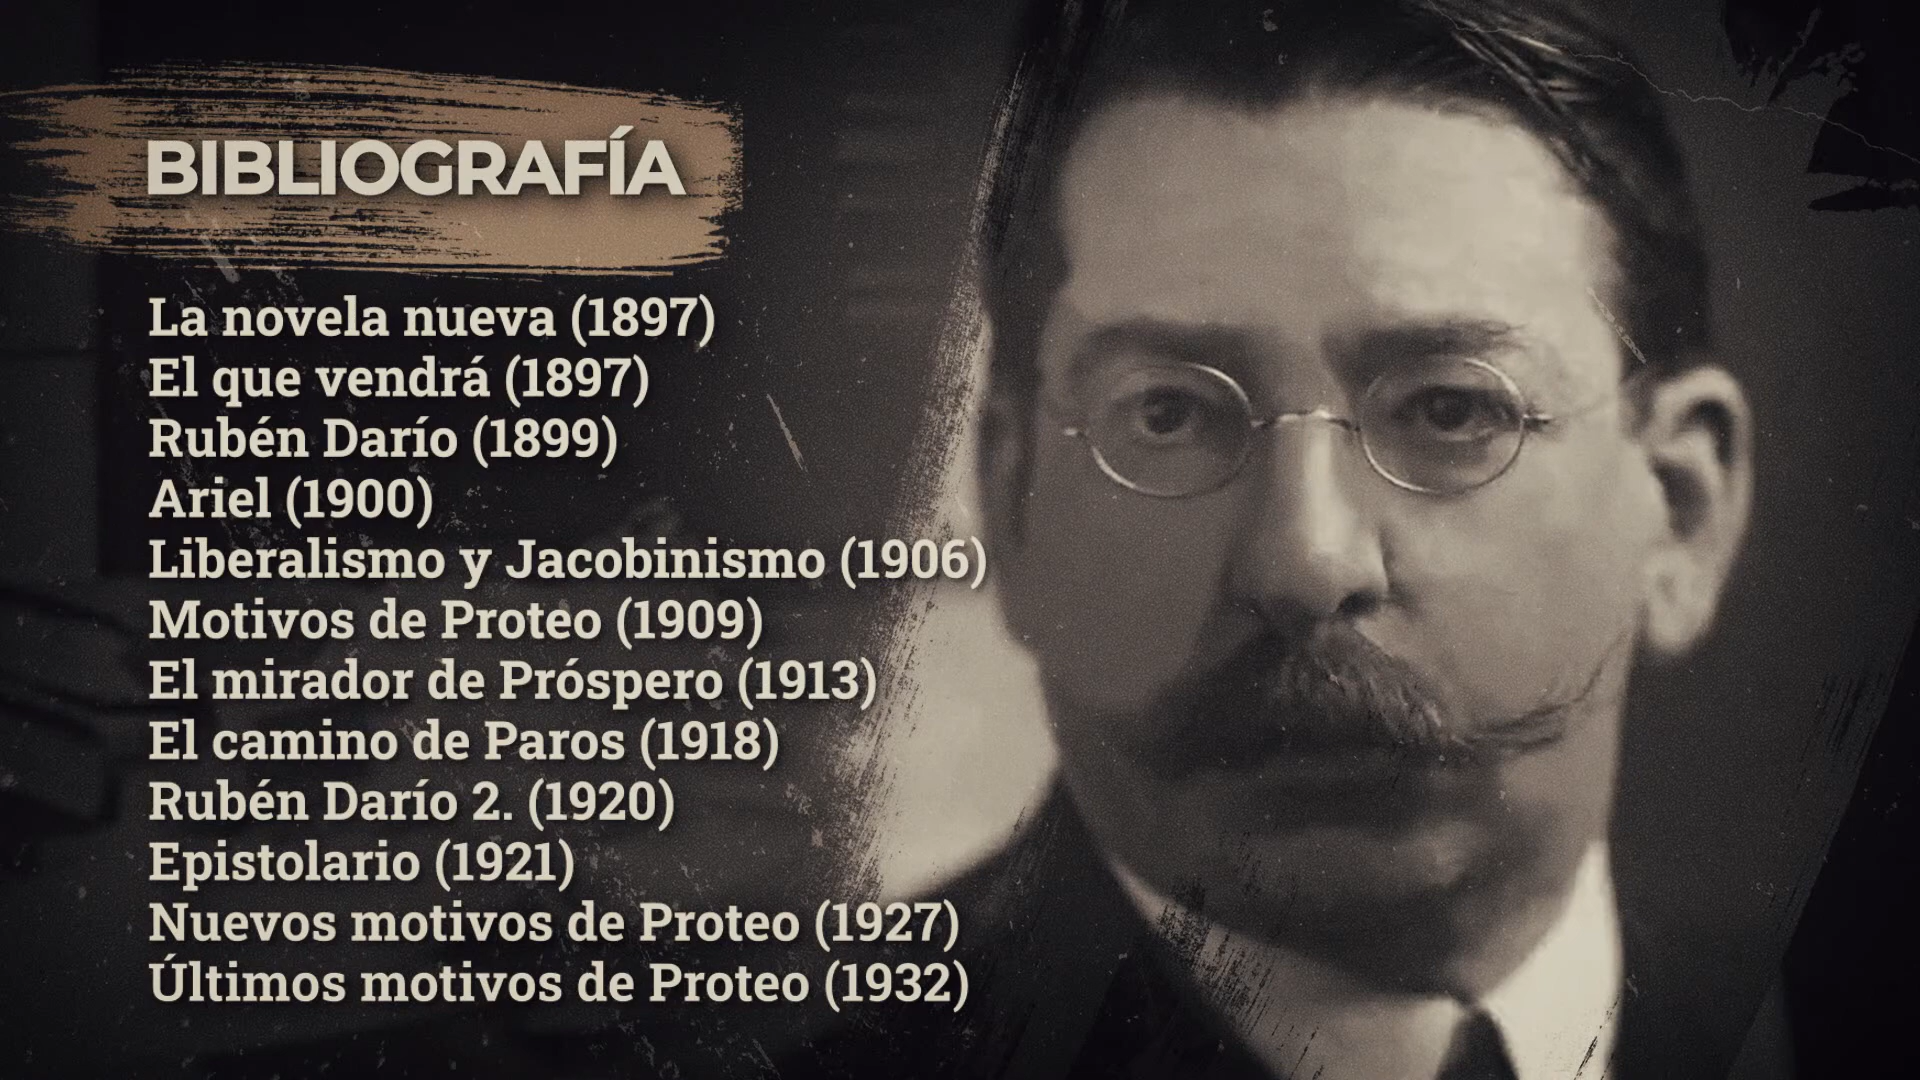 BIBLIOGRAFÍA
La novela nueva (1897)
El que vendrá (1897)
Rubén Darío (1899)
Ariel (1900)
Liberalismo y Jacobinismo (1906)
Motivos de Proteo (1909)
El mirador de Próspero (1913)
El camino de Paros (1918)
Rubén Darío 2. (1920)
Epistolario (1921)
Nuevos motivos de Proteo (1927)
Últimos motivos de Proteo (1932)